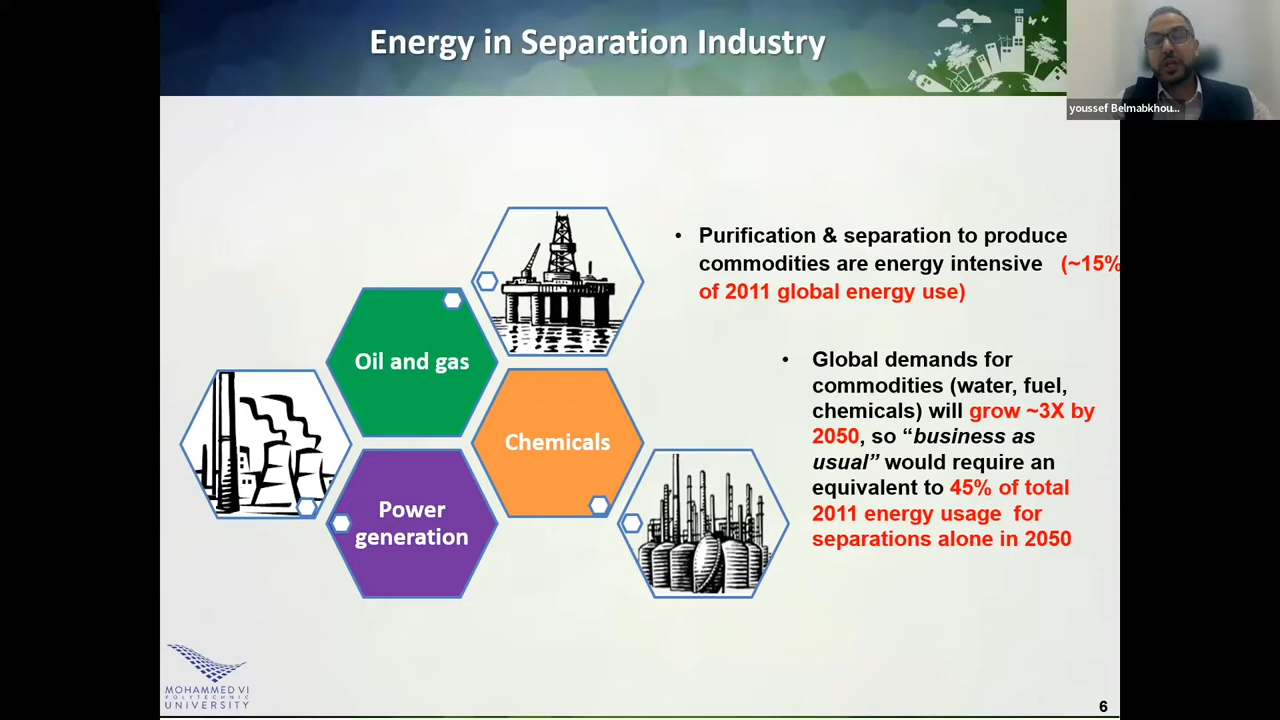 Energy in Separation Industry
youssef Belmabkhou...
• Purification & separation to produce
commodities are energy intensive (~15%
of 2011 global energy use)
Oil and gas
• Global demands for
commodities (water, fuel,
chemicals) will grow ~3X by
2050, so “business as
usual” would require an
equivalent to 45% of total
2011 energy usage for
separations alone in 2050
Chemicals
Power
generation
MOHAMMED VI
POLYTECHNIC
UNIVERSITY
6